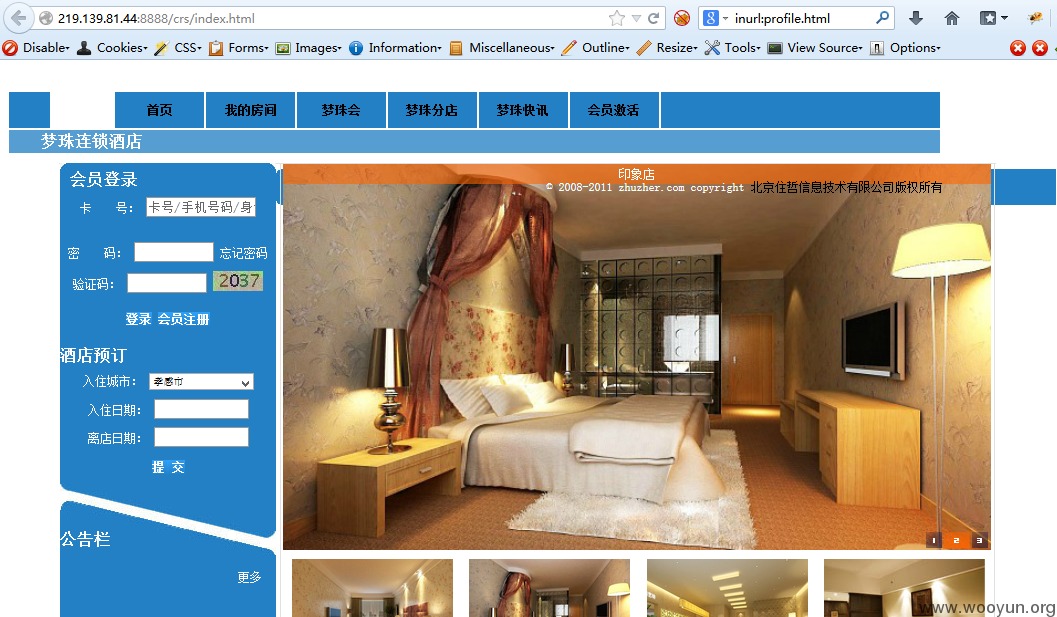 219.139.81.44:8888/crs/index.html
inurl:profile.html
Disable Cookies CSS Forms Images Information Miscellaneous Outline Resize Tools View Source Options
首页 我的房间 梦珠会 梦珠分店 梦珠快讯 会员激活
梦珠连锁酒店
会员登录
卡 号: 卡号/手机号码/身
密 码: 忘记密码
验证码: 2037
登录 会员注册
酒店预订
入住城市: 孝感市
入住日期:
离店日期:
提 交
公告栏
更多
印象店
© 2008-2011 zhuzher.com copyright 北京住哲信息技术有限公司版权所有
1 2 3
www.wooyun.org